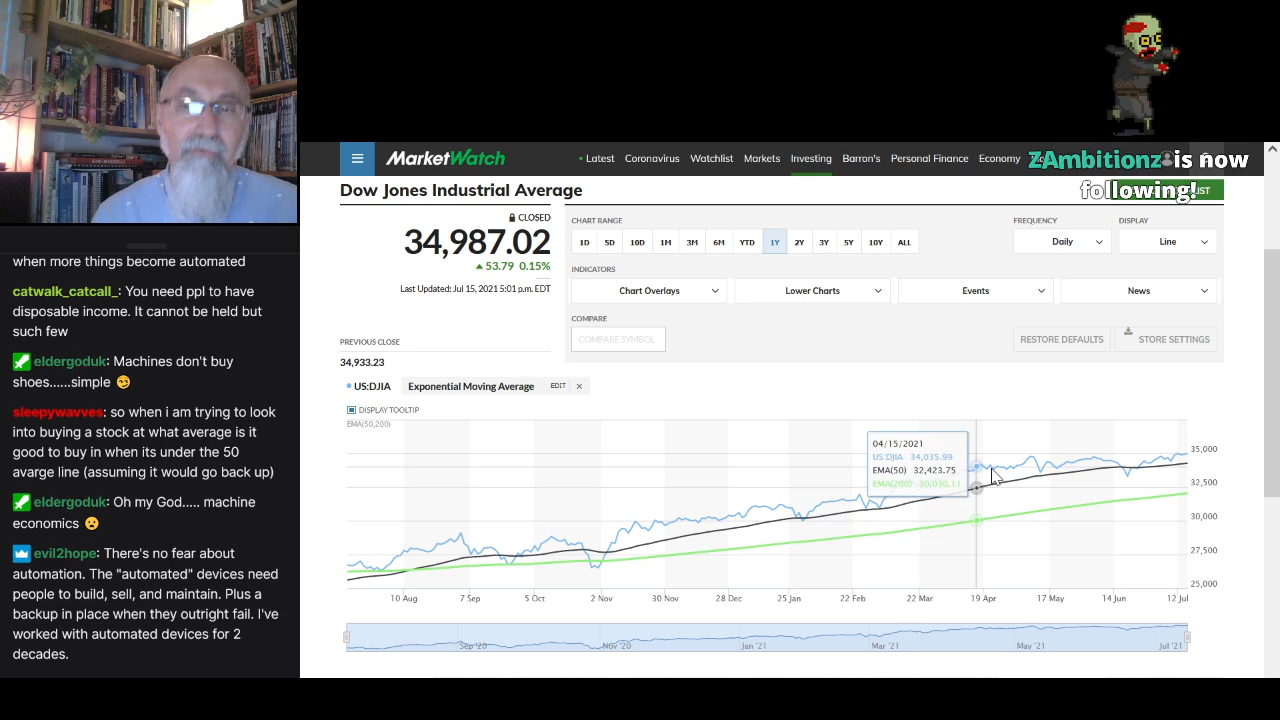 when more things become automated
catwalk_catcall_: You need ppl to have
disposable income. It cannot be held but
such few
eldergoduk: Machines don't buy
shoes......simple 😏
sleepywavves: so when i am trying to look
into buying a stock at what average is it
good to buy in when its under the 50
avarge line (assuming it would go back up)
eldergoduk: Oh my God..... machine
economics 😧
evil2hope: There's no fear about
automation. The "automated" devices need
people to build, sell, and maintain. Plus a
backup in place when they outright fail. I've
worked with automated devices for 2
decades.
MarketWatch
Latest Coronavirus Watchlist Markets Investing Barron's Personal Finance Economy
ZAmbitionz is now
following!
Dow Jones Industrial Average
CLOSED
34,987.02
53.79 0.15%
Last Updated: Jul 15, 2021 5:01 p.m. EDT
PREVIOUS CLOSE
34,933.23
CHART RANGE
1D 5D 10D 1M 3M 6M YTD 1Y 2Y 3Y 5Y 10Y ALL
FREQUENCY
Daily
DISPLAY
Line
INDICATORS
Chart Overlays Lower Charts Events News
COMPARE
COMPARE SYMBOL
RESTORE DEFAULTS STORE SETTINGS
US:DJIA Exponential Moving Average EDIT ×
DISPLAY TOOLTIP
EMA(50,200)
04/15/2021
US:DJIA 34,035.99
EMA(50) 32,423.75
EMA(200) 30,030.11
35,000
32,500
30,000
27,500
25,000
10 Aug 7 Sep 5 Oct 2 Nov 30 Nov 28 Dec 25 Jan 22 Feb 22 Mar 19 Apr 17 May 14 Jun 12 Jul
Sep '20 Nov '20 Jan '21 Mar '21 May '21 Jul '21